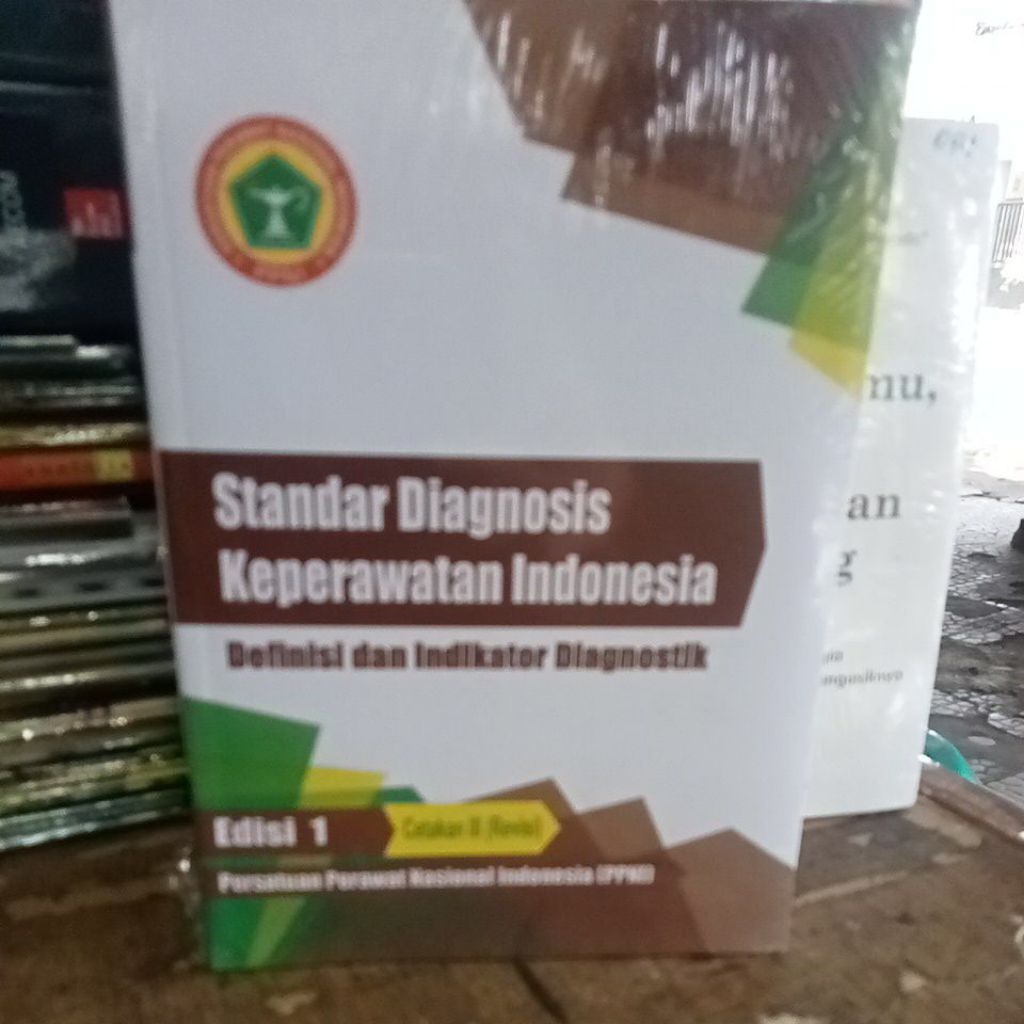 Standar Diagnosis
Keperawatan Indonesia
Definisi dan Indikator Diagnostik
Edisi 1
Cetakan III (Revisi)
Persatuan Perawat Nasional Indonesia (PPNI)
mu,
an
g